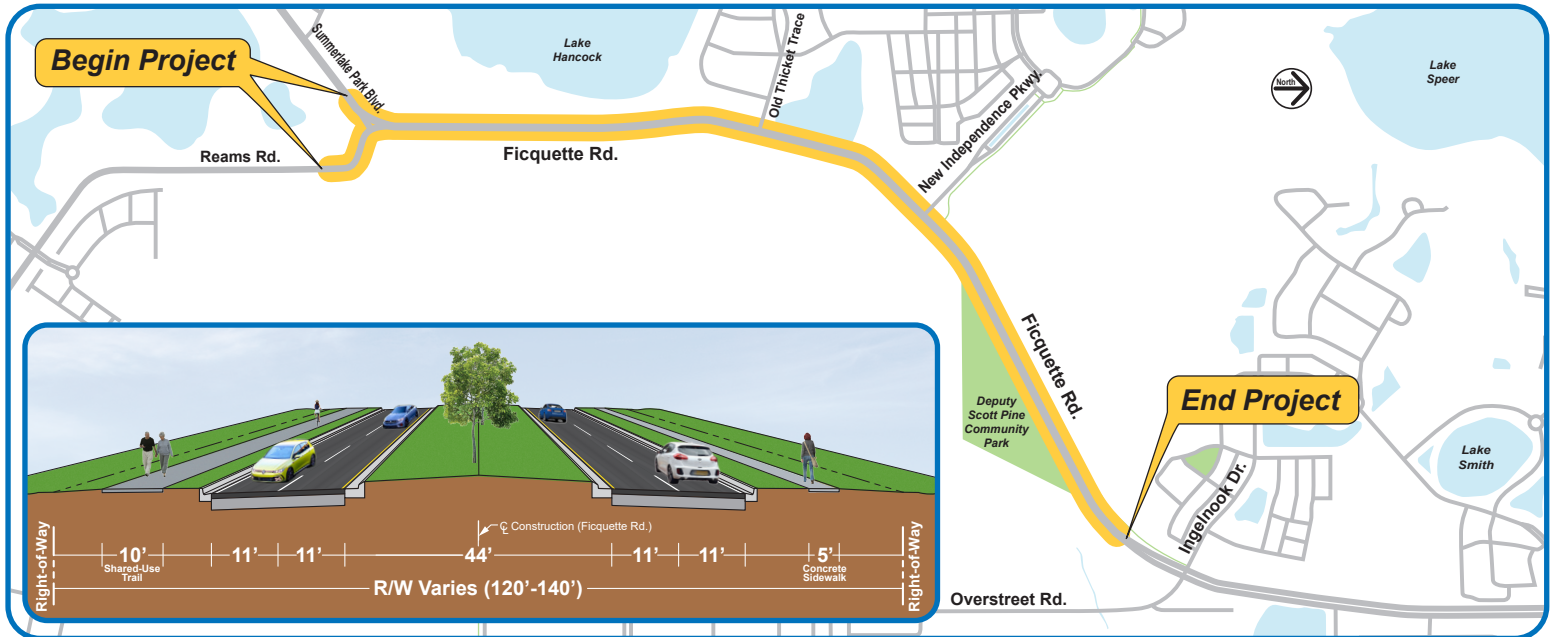 Begin Project
Summerlake Park Blvd.
Lake
Hancock
Old Thicket Trace
New Independence Pkwy.
North
Lake
Speer
Reams Rd.
Ficquette Rd.
Ficquette Rd.
Deputy
Scott Pine
Community
Park
End Project
Lake
Smith
Ingelnook Dr.
Overstreet Rd.
℄ Construction (Ficquette Rd.)
Right-of-Way
10’
Shared-Use
Trail
11’
11’
44’
11’
11’
5’
Concrete
Sidewalk
Right-of-Way
R/W Varies (120’-140’)